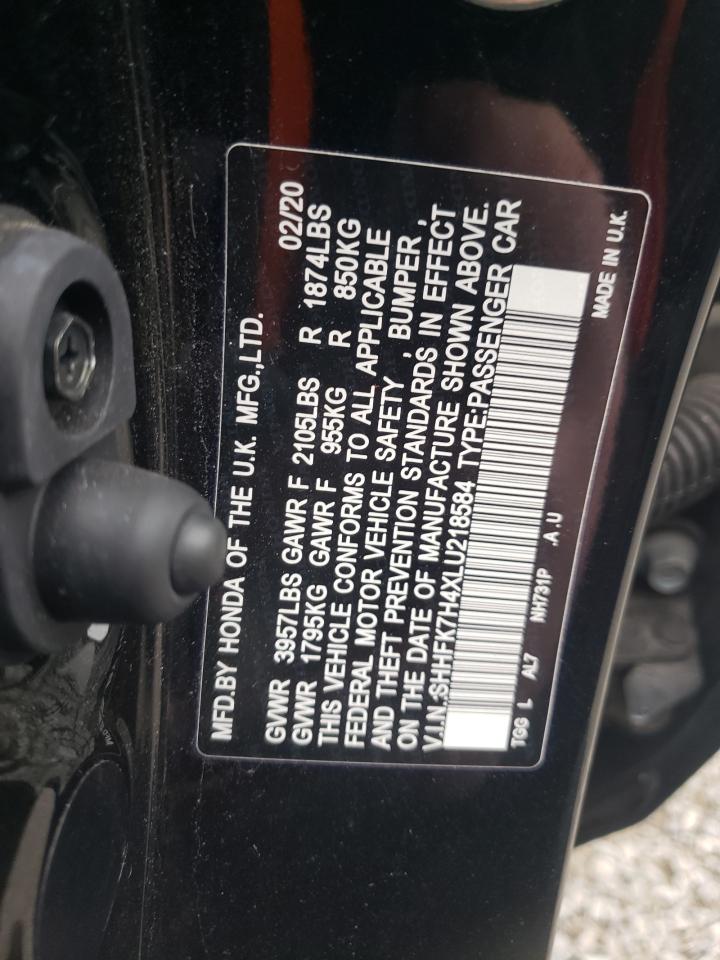 MFD.BY HONDA OF THE U.K. MFG.,LTD.
02/20
GVWR 3957LBS GAWR F 2105LBS R 1874LBS
GVWR 1795KG GAWR F 955KG R 850KG
THIS VEHICLE CONFORMS TO ALL APPLICABLE
FEDERAL MOTOR VEHICLE SAFETY , BUMPER ,
AND THEFT PREVENTION STANDARDS IN EFFECT
ON THE DATE OF MANUFACTURE SHOWN ABOVE.
V.I.N.:SHHFK7H4XLU218584 TYPE:PASSENGER CAR
TGG L AL7 NH731P .A .U MADE IN U.K.